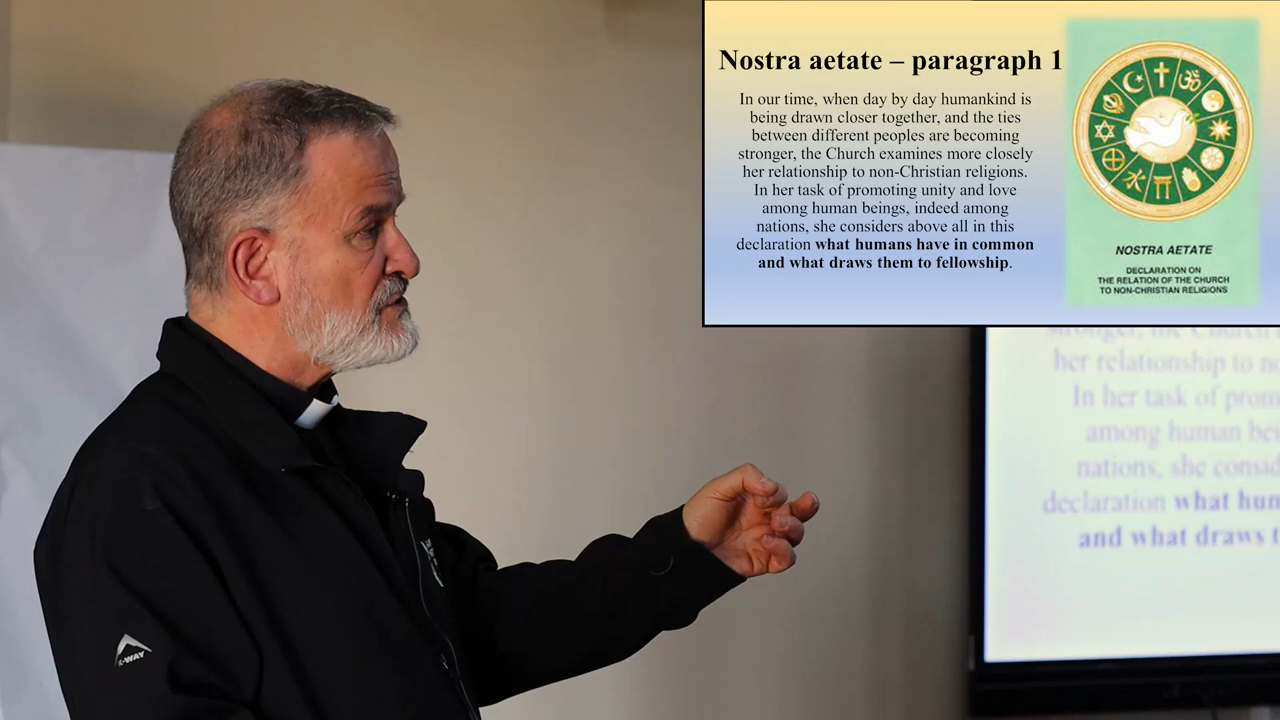 Nostra aetate – paragraph 1
In our time, when day by day humankind is
being drawn closer together, and the ties
between different peoples are becoming
stronger, the Church examines more closely
her relationship to non-Christian religions.
In her task of promoting unity and love
among human beings, indeed among
nations, she considers above all in this
declaration what humans have in common
and what draws them to fellowship.
NOSTRA AETATE
DECLARATION ON
THE RELATION OF THE CHURCH
TO NON-CHRISTIAN RELIGIONS
stronger, the Church
her relationship to
In her task of
among human
nations, she
declaration what
and what draws
K-WAY